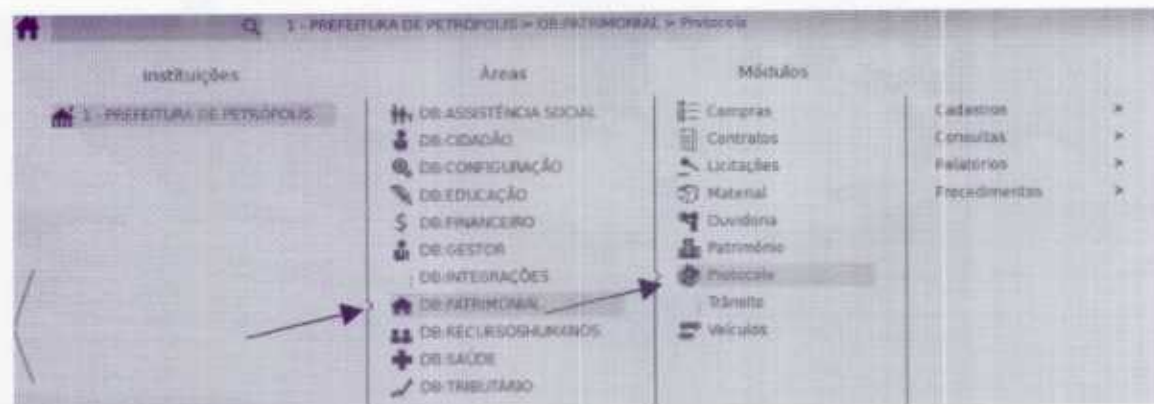 1 - PREFEITURA DE PETRÓPOLIS > DB:PATRIMONIAL > Protocolo
Instituições
1 - PREFEITURA DE PETRÓPOLIS
Áreas
DB:ASSISTÊNCIA SOCIAL
DB:CIDADÃO
DB:CONFIGURAÇÃO
DB:EDUCAÇÃO
DB:FINANCEIRO
DB:GESTOR
DB:INTEGRAÇÕES
DB:PATRIMONIAL
DB:RECURSOSHUMANOS
DB:SAÚDE
DB:TRIBUTÁRIO
Módulos
Compras
Contratos
Licitações
Material
Ouvidoria
Patrimônio
Protocolo
Trânsito
Veículos
Cadastros >
Consultas >
Relatórios >
Procedimentos >